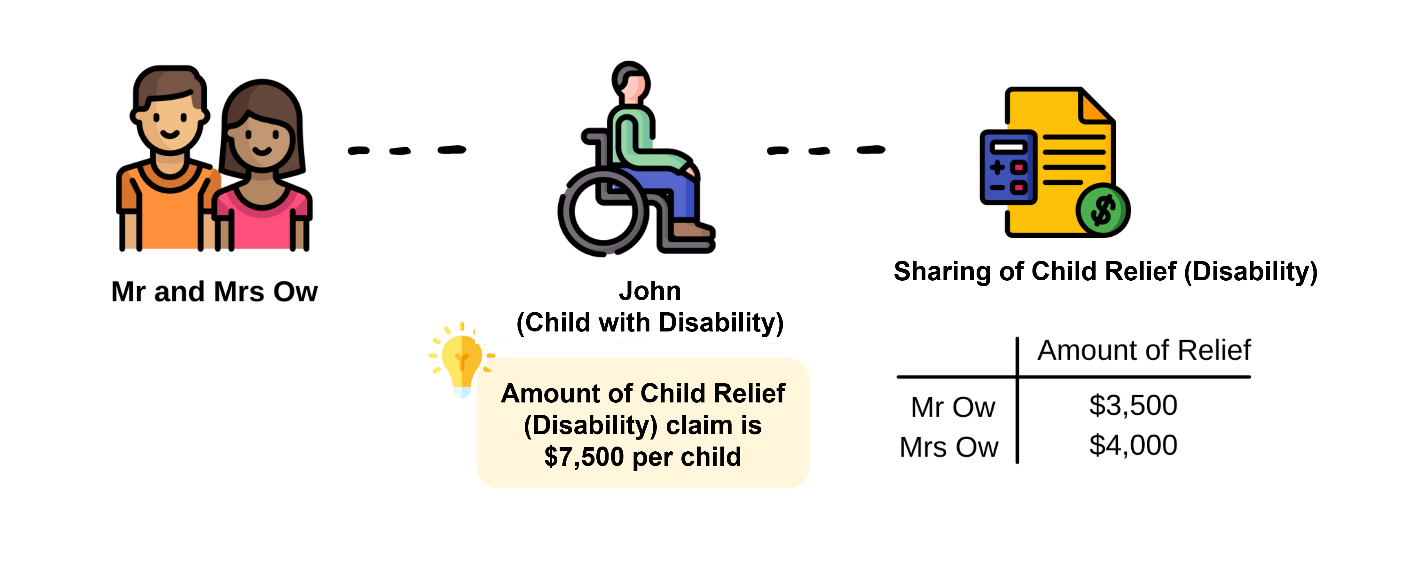 Mr and Mrs Ow
John
(Child with Disability)
Amount of Child Relief
(Disability) claim is
$7,500 per child
Sharing of Child Relief (Disability)
Amount of Relief
Mr Ow $3,500
Mrs Ow $4,000